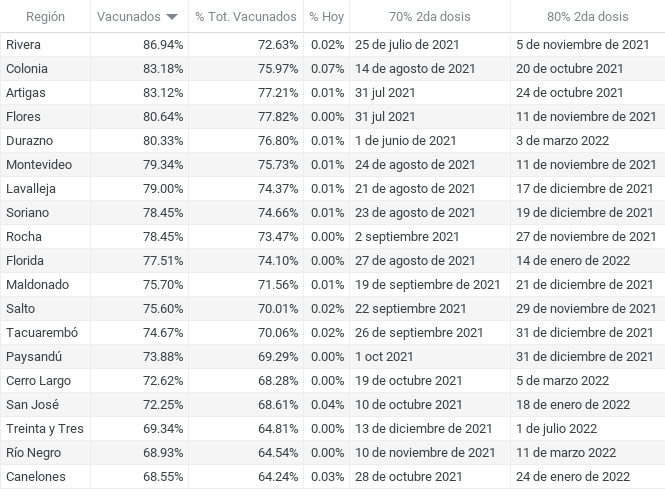 Región Vacunados % Tot. Vacunados % Hoy 70% 2da dosis 80% 2da dosis
Rivera 86.94% 72.63% 0.02% 25 de julio de 2021 5 de noviembre de 2021
Colonia 83.18% 75.97% 0.07% 14 de agosto de 2021 20 de octubre 2021
Artigas 83.12% 77.21% 0.01% 31 jul 2021 24 de octubre 2021
Flores 80.64% 77.82% 0.00% 31 jul 2021 11 de noviembre de 2021
Durazno 80.33% 76.80% 0.01% 1 de junio de 2021 3 de marzo 2022
Montevideo 79.34% 75.73% 0.01% 24 de agosto de 2021 11 de noviembre de 2021
Lavalleja 79.00% 74.37% 0.01% 21 de agosto de 2021 17 de diciembre de 2021
Soriano 78.45% 74.66% 0.01% 23 de agosto de 2021 19 de diciembre de 2021
Rocha 78.45% 73.47% 0.00% 2 septiembre 2021 27 de noviembre de 2021
Florida 77.51% 74.10% 0.00% 27 de agosto de 2021 14 de enero de 2022
Maldonado 75.70% 71.56% 0.01% 19 de septiembre de 2021 21 de diciembre de 2021
Salto 75.60% 70.01% 0.02% 22 septiembre 2021 29 de noviembre de 2021
Tacuarembó 74.67% 70.06% 0.02% 26 de septiembre 2021 31 de diciembre de 2021
Paysandú 73.88% 69.29% 0.00% 1 oct 2021 31 de diciembre de 2021
Cerro Largo 72.62% 68.28% 0.00% 19 de octubre 2021 5 de marzo 2022
San José 72.25% 68.61% 0.04% 10 de octubre 2021 18 de enero de 2022
Treinta y Tres 69.34% 64.81% 0.00% 13 de diciembre de 2021 1 de julio 2022
Río Negro 68.93% 64.54% 0.00% 10 de noviembre de 2021 11 de marzo 2022
Canelones 68.55% 64.24% 0.03% 28 de octubre 2021 24 de enero de 2022